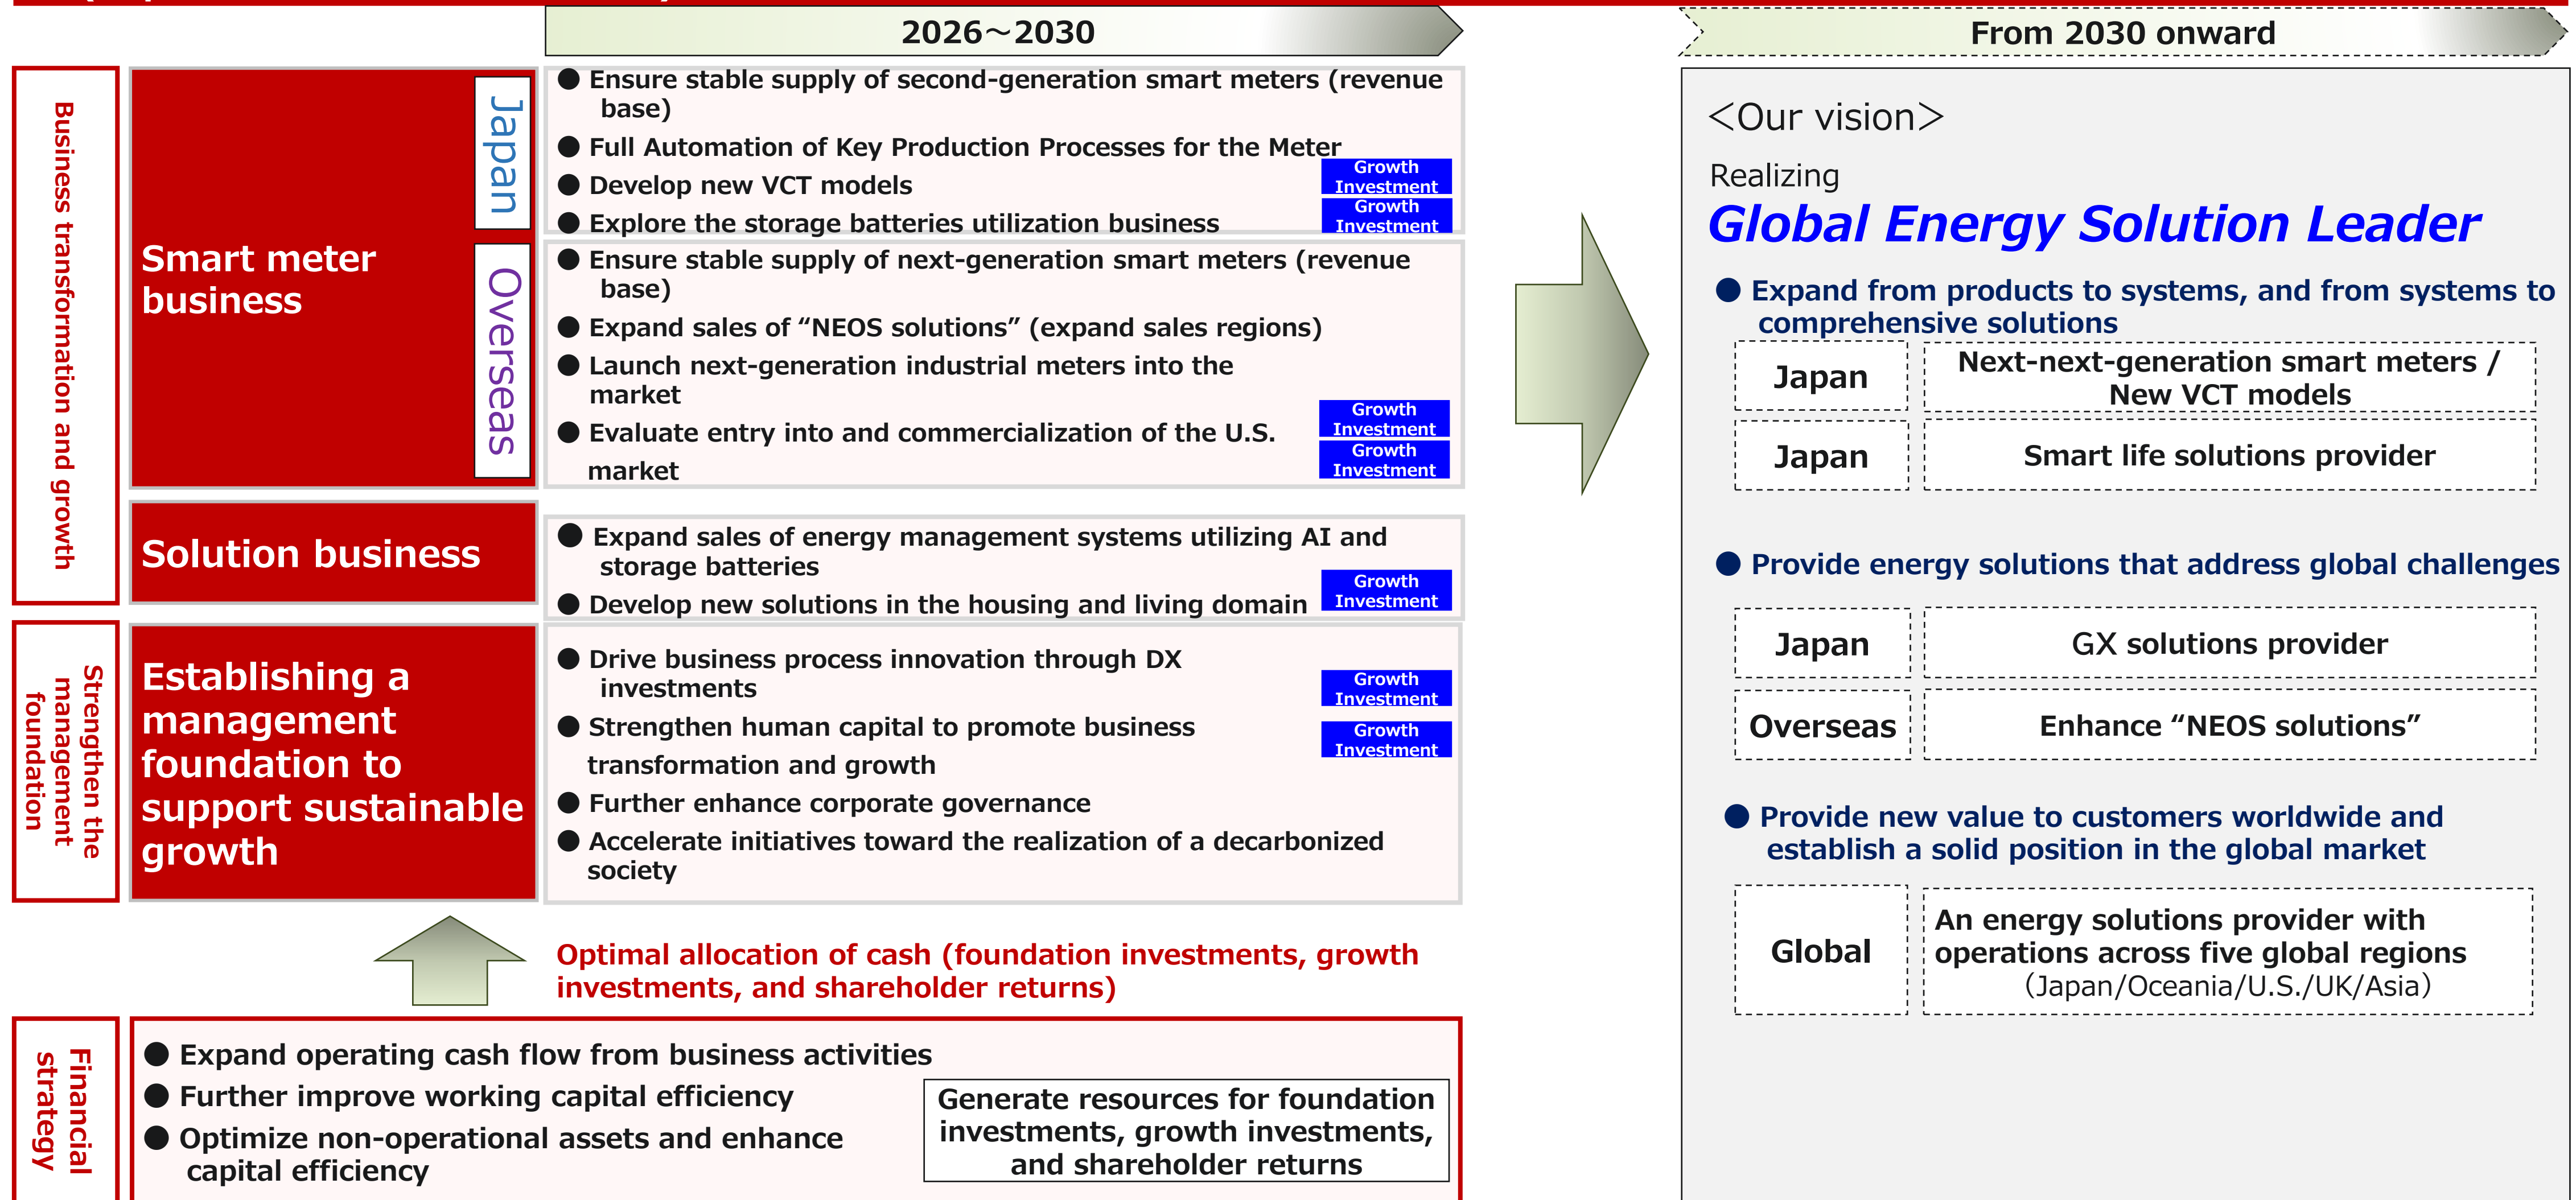 2026～2030
From 2030 onward
Business transformation and growth
Smart meter
business
Japan
● Ensure stable supply of second-generation smart meters (revenue
base)
● Full Automation of Key Production Processes for the Meter
● Develop new VCT models
Growth
Investment
● Explore the storage batteries utilization business
Growth
Investment
Overseas
● Ensure stable supply of next-generation smart meters (revenue
base)
● Expand sales of “NEOS solutions” (expand sales regions)
● Launch next-generation industrial meters into the
market
Growth
Investment
● Evaluate entry into and commercialization of the U.S.
market
Growth
Investment
Solution business
● Expand sales of energy management systems utilizing AI and
storage batteries
● Develop new solutions in the housing and living domain
Growth
Investment
Strengthen the
management
foundation
Establishing a
management
foundation to
support sustainable
growth
● Drive business process innovation through DX
investments
Growth
Investment
● Strengthen human capital to promote business
transformation and growth
Growth
Investment
● Further enhance corporate governance
● Accelerate initiatives toward the realization of a decarbonized
society
Optimal allocation of cash (foundation investments, growth
investments, and shareholder returns)
Financial
strategy
● Expand operating cash flow from business activities
● Further improve working capital efficiency
● Optimize non-operational assets and enhance
capital efficiency
Generate resources for foundation
investments, growth investments,
and shareholder returns
＜Our vision＞
Realizing
Global Energy Solution Leader
● Expand from products to systems, and from systems to
comprehensive solutions
Japan
Next-next-generation smart meters /
New VCT models
Japan
Smart life solutions provider
● Provide energy solutions that address global challenges
Japan
GX solutions provider
Overseas
Enhance “NEOS solutions”
● Provide new value to customers worldwide and
establish a solid position in the global market
Global
An energy solutions provider with
operations across five global regions
（Japan/Oceania/U.S./UK/Asia）